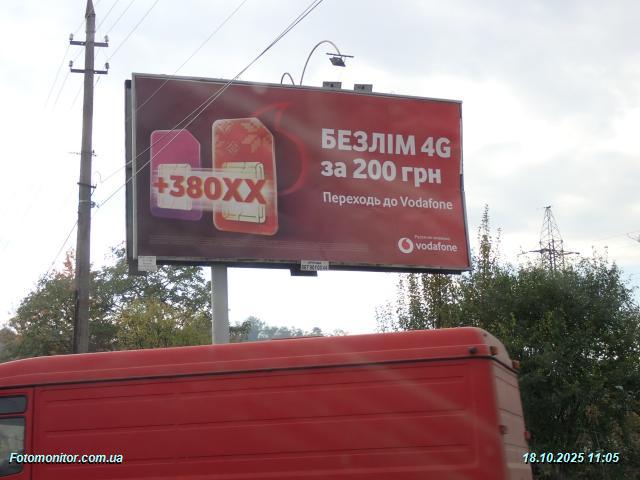 БЕЗЛІМ 4G
за 200 грн
+380XX
Переходь до Vodafone
vodafone
Fotomonitor.com.ua
18.10.2025 11:05